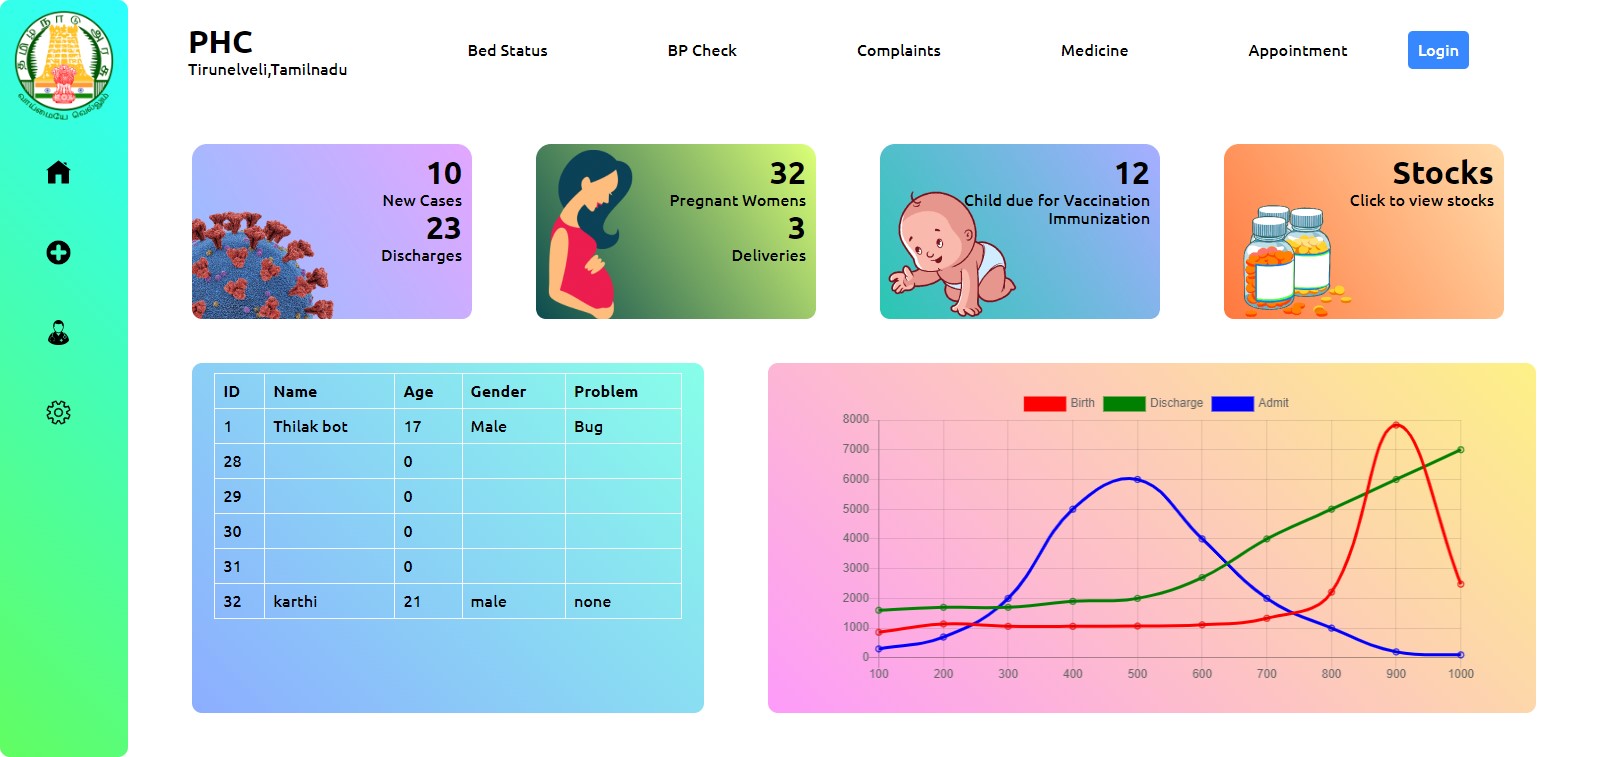 தமிழ்நாடு அரசு
வாய்மையே வெல்லும்
PHC
Tirunelveli,Tamilnadu
Bed Status
BP Check
Complaints
Medicine
Appointment
Login
10
New Cases
23
Discharges
32
Pregnant Womens
3
Deliveries
12
Child due for Vaccination
Immunization
Stocks
Click to view stocks
ID Name Age Gender Problem
1 Thilak bot 17 Male Bug
28 0
29 0
30 0
31 0
32 karthi 21 male none
Birth Discharge Admit
8000
7000
6000
5000
4000
3000
2000
1000
0
100 200 300 400 500 600 700 800 900 1000